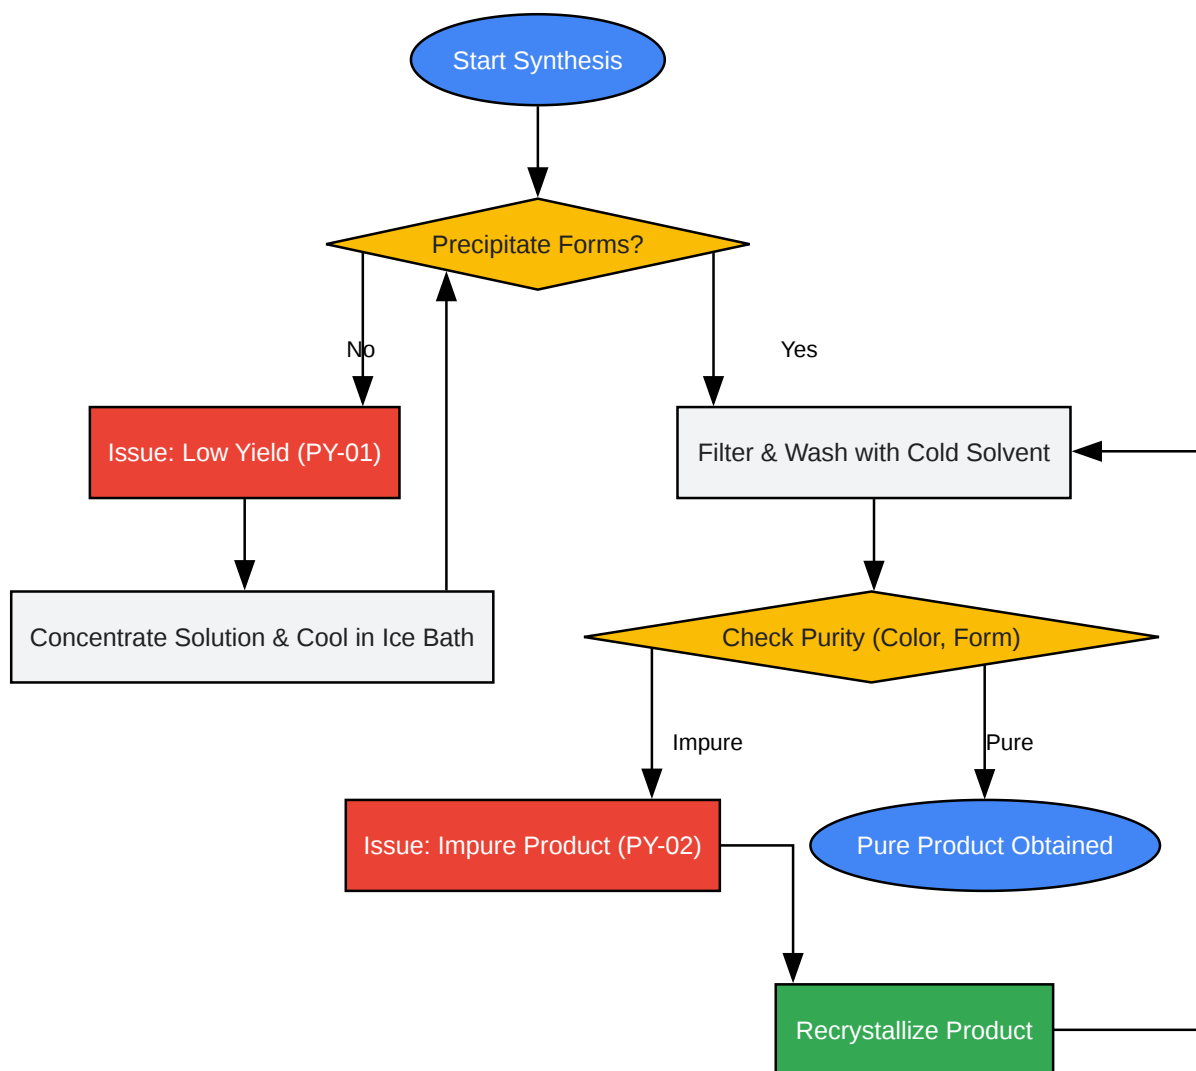 Start Synthesis
Precipitate Forms?
No
Yes
Issue: Low Yield (PY-01)
Filter & Wash with Cold Solvent
Concentrate Solution & Cool in Ice Bath
Check Purity (Color, Form)
Impure
Pure
Issue: Impure Product (PY-02)
Pure Product Obtained
Recrystallize Product